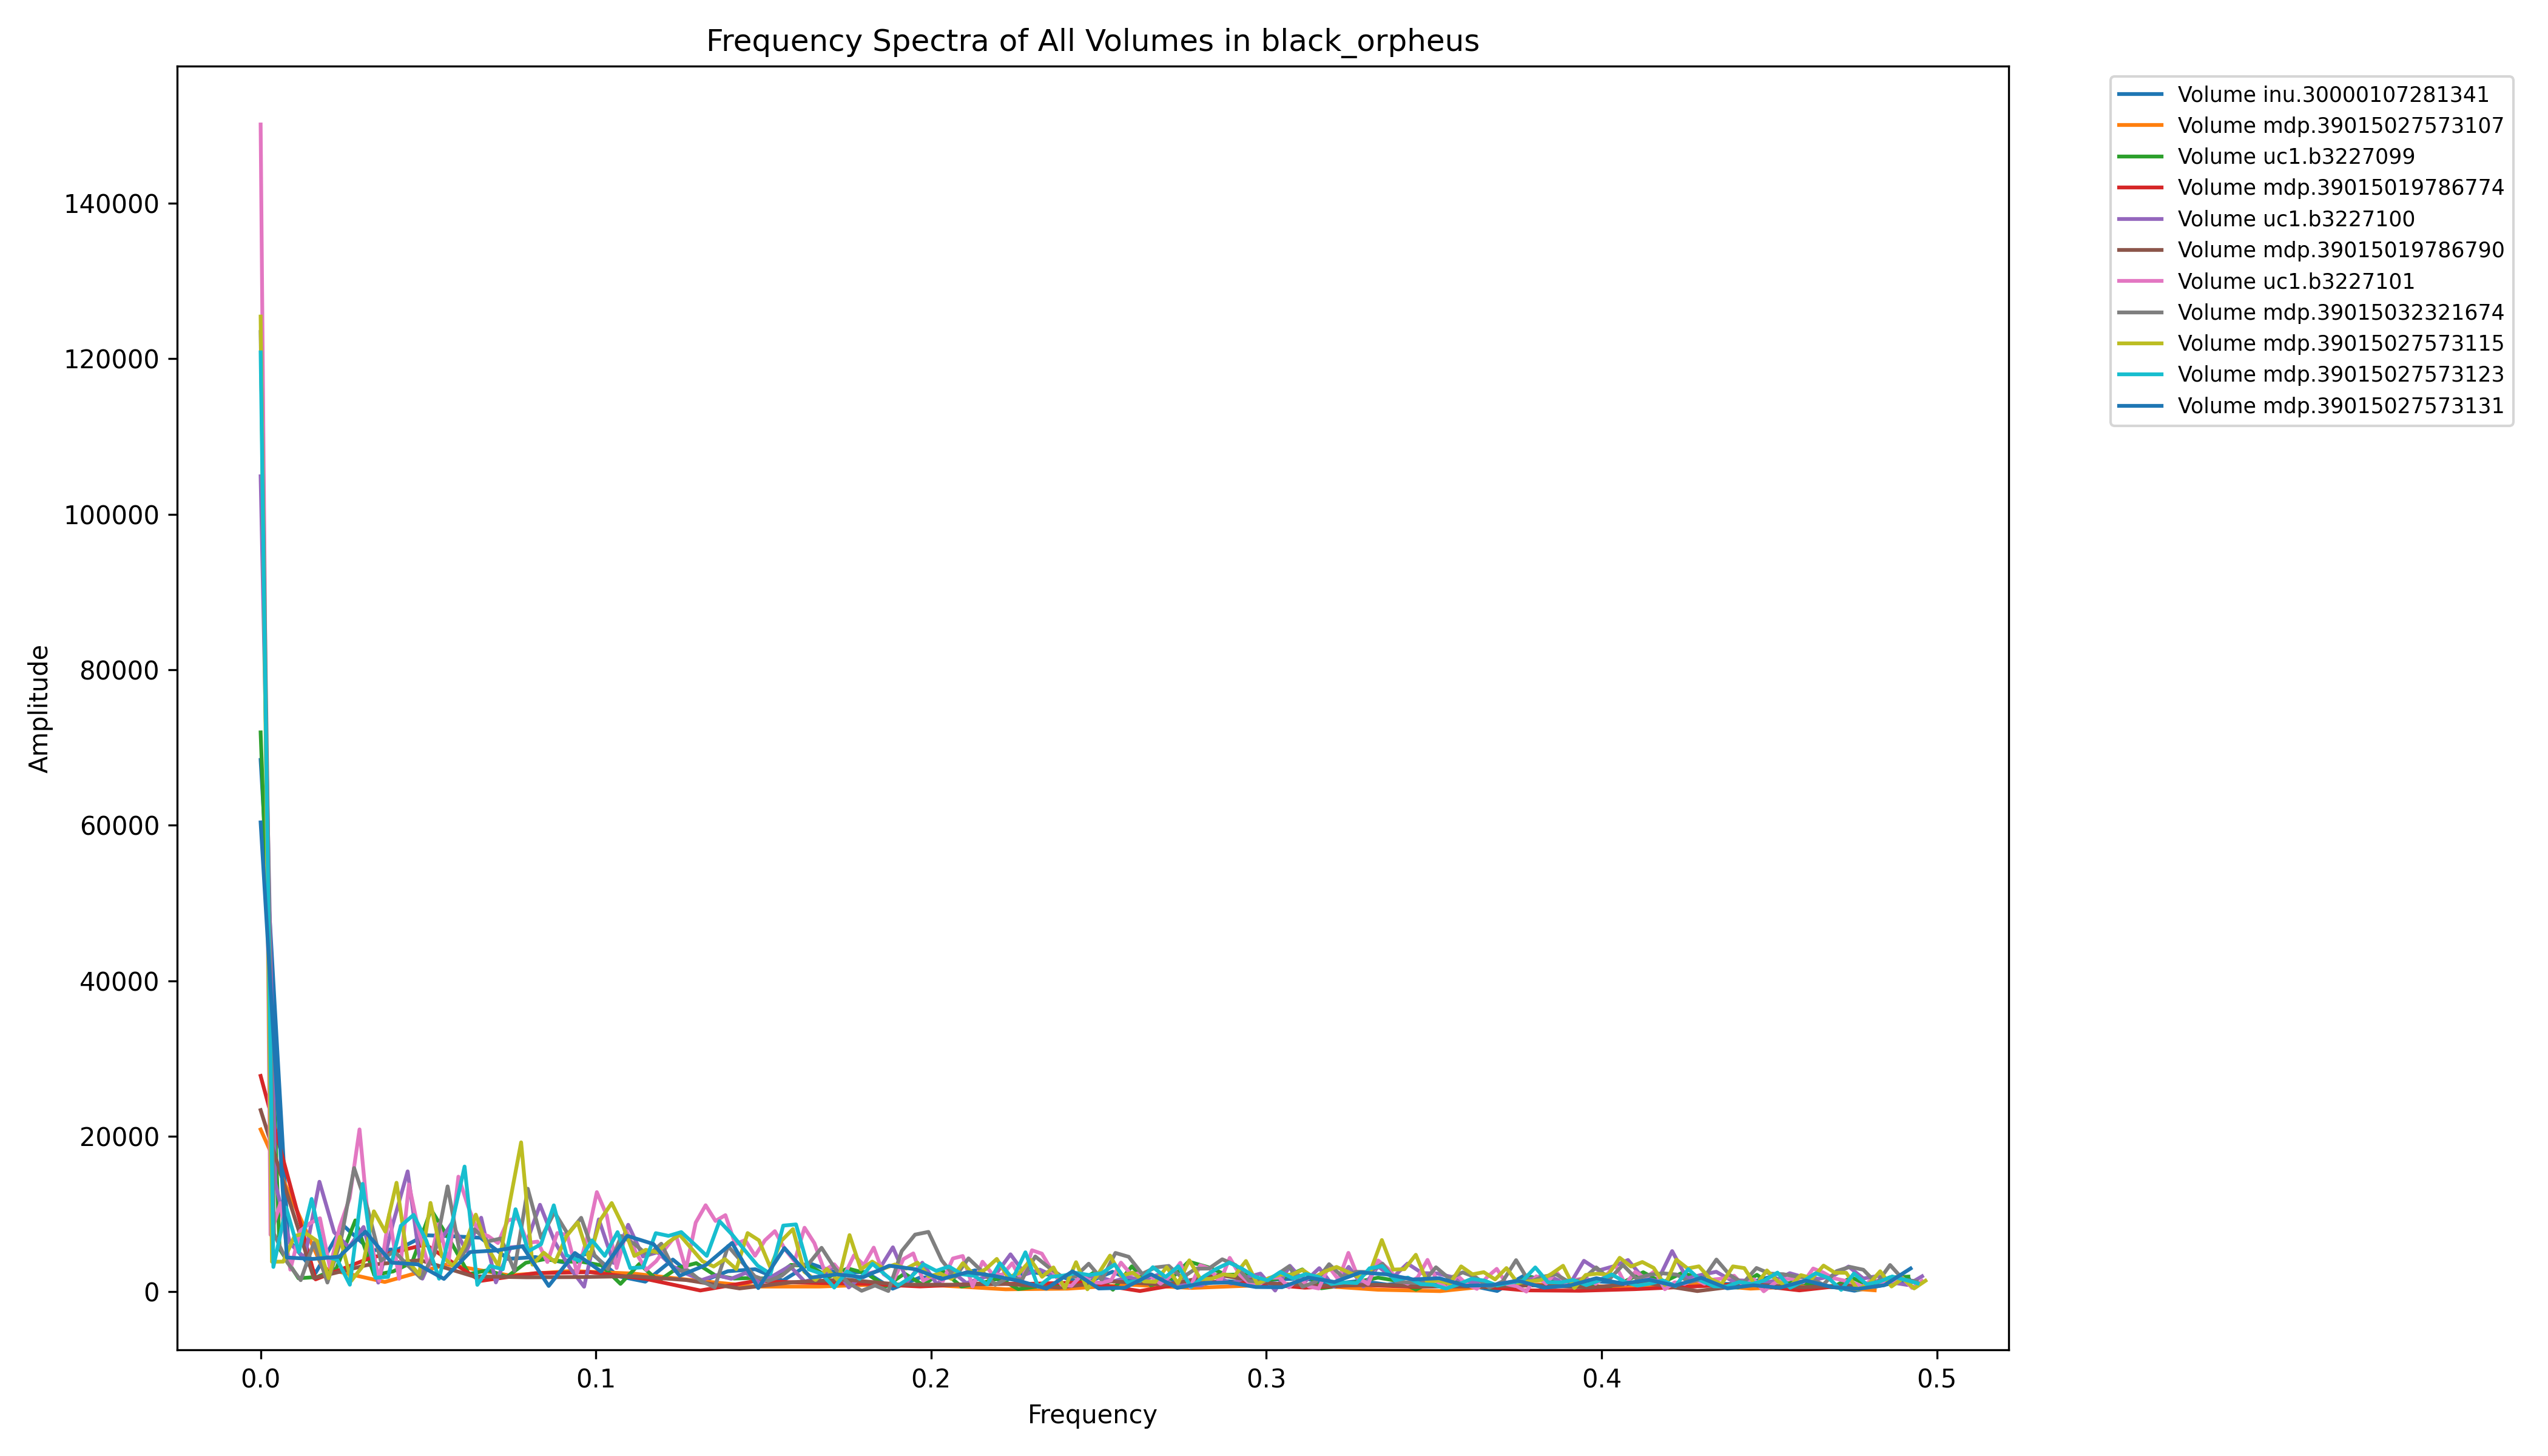 Frequency Spectra of All Volumes in black_orpheus
Amplitude
140000
120000
100000
80000
60000
40000
20000
0
0.0 0.1 0.2 0.3 0.4 0.5
Frequency
Volume inu.30000107281341
Volume mdp.39015027573107
Volume uc1.b3227099
Volume mdp.39015019786774
Volume uc1.b3227100
Volume mdp.39015019786790
Volume uc1.b3227101
Volume mdp.39015032321674
Volume mdp.39015027573115
Volume mdp.39015027573123
Volume mdp.39015027573131